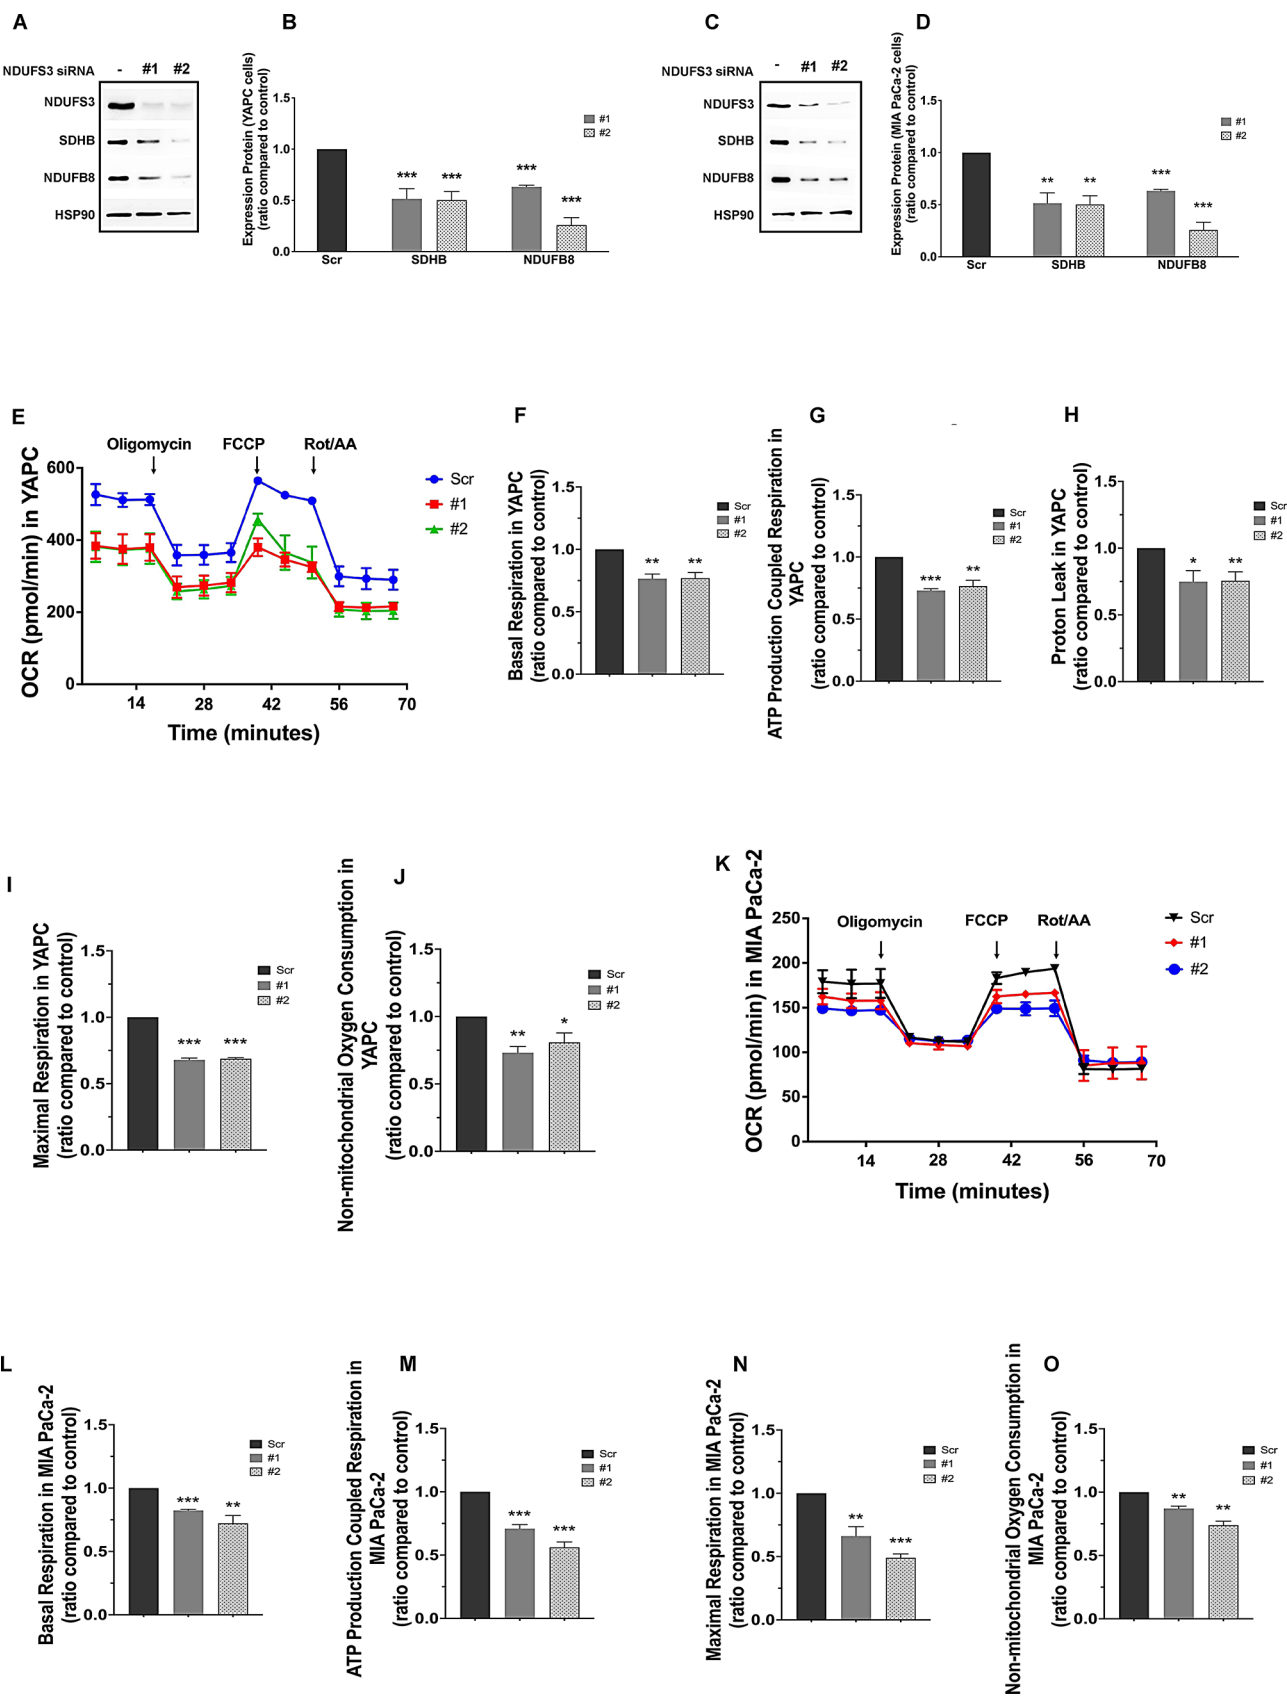 A
NDUFS3 siRNA - #1 #2
NDUFS3
SDHB
NDUFB8
HSP90
B
Expression Protein (YAPC cells)
(ratio compared to control)
1.5
1.0
0.5
0.0
*** *** *** ***
Scr SDHB NDUFB8
#1
#2
C
NDUFS3 siRNA - #1 #2
NDUFS3
SDHB
NDUFB8
HSP90
D
Expression Protein (MIA PaCa-2 cells)
(ratio compared to control)
1.5
1.0
0.5
0.0
** ** *** ***
Scr SDHB NDUFB8
#1
#2
E
OCR (pmol/min) in YAPC
Oligomycin FCCP Rot/AA
600
400
200
0
14 28 42 56 70
Time (minutes)
Scr
#1
#2
F
Basal Respiration in YAPC
(ratio compared to control)
1.5
1.0
0.5
0.0
** **
Scr
#1
#2
G
ATP Production Coupled Respiration in
YAPC
(ratio compared to control)
1.5
1.0
0.5
0.0
*** **
Scr
#1
#2
H
Proton Leak in YAPC
(ratio compared to control)
1.5
1.0
0.5
0.0
* **
Scr
#1
#2
I
Maximal Respiration in YAPC
(ratio compared to control)
1.5
1.0
0.5
0.0
*** ***
Scr
#1
#2
J
Non-mitochondrial Oxygen Consumption in
YAPC
(ratio compared to control)
1.5
1.0
0.5
0.0
** *
Scr
#1
#2
K
OCR (pmol/min) in MIA PaCa-2
Oligomycin FCCP Rot/AA
250
200
150
100
50
0
14 28 42 56 70
Time (minutes)
Scr
#1
#2
L
Basal Respiration in MIA PaCa-2
(ratio compared to control)
1.5
1.0
0.5
0.0
*** **
Scr
#1
#2
M
ATP Production Coupled Respiration in
MIA PaCa-2
(ratio compared to control)
1.5
1.0
0.5
0.0
*** ***
Scr
#1
#2
N
Maximal Respiration in MIA PaCa-2
(ratio compared to control)
1.5
1.0
0.5
0.0
** ***
Scr
#1
#2
O
Non-mitochondrial Oxygen Consumption in
MIA PaCa-2
(ratio compared to control)
1.5
1.0
0.5
0.0
** **
Scr
#1
#2